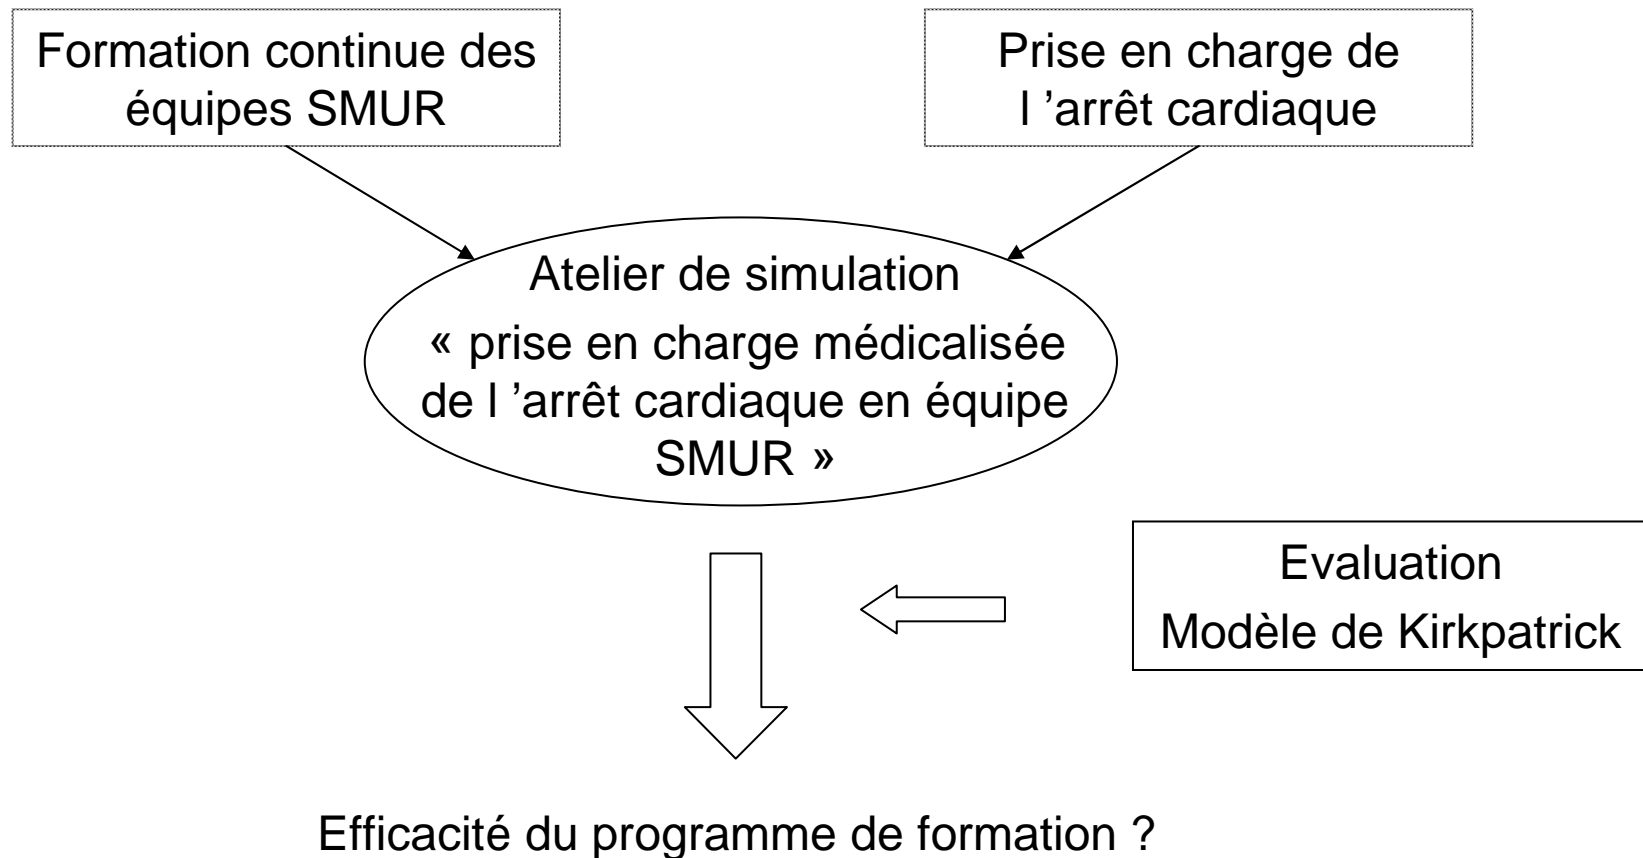 Formation continue des
équipes SMUR
Prise en charge de
l ’arrêt cardiaque
Atelier de simulation
« prise en charge médicalisée
de l ’arrêt cardiaque en équipe
SMUR »
Evaluation
Modèle de Kirkpatrick
Efficacité du programme de formation ?